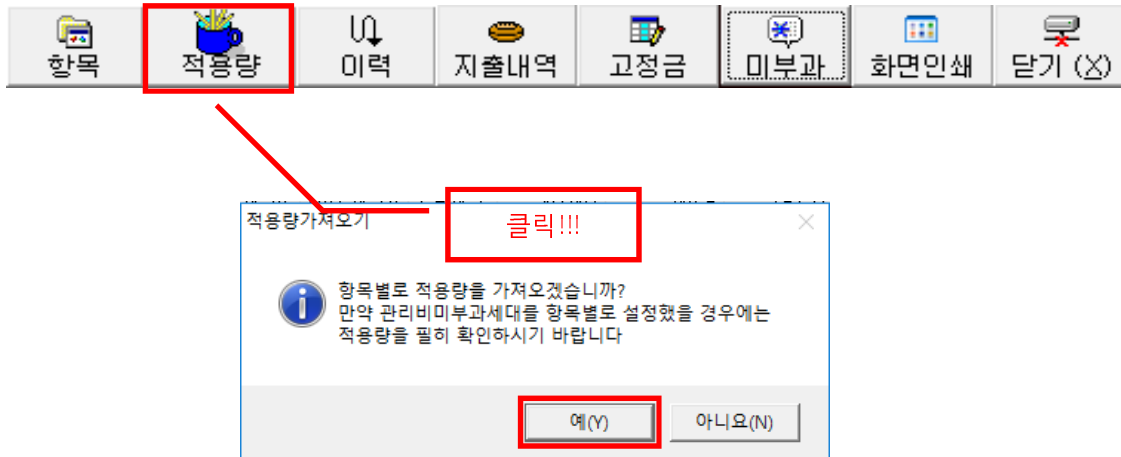 항목 적용량 이력 지출내역 고정금 미부과 화면인쇄 닫기 (X)
적용량가져오기
클릭!!!
항목별로 적용량을 가져오겠습니까?
만약 관리비미부과세대를 항목별로 설정했을 경우에는
적용량을 필히 확인하시기 바랍니다
예(Y) 아니요(N)